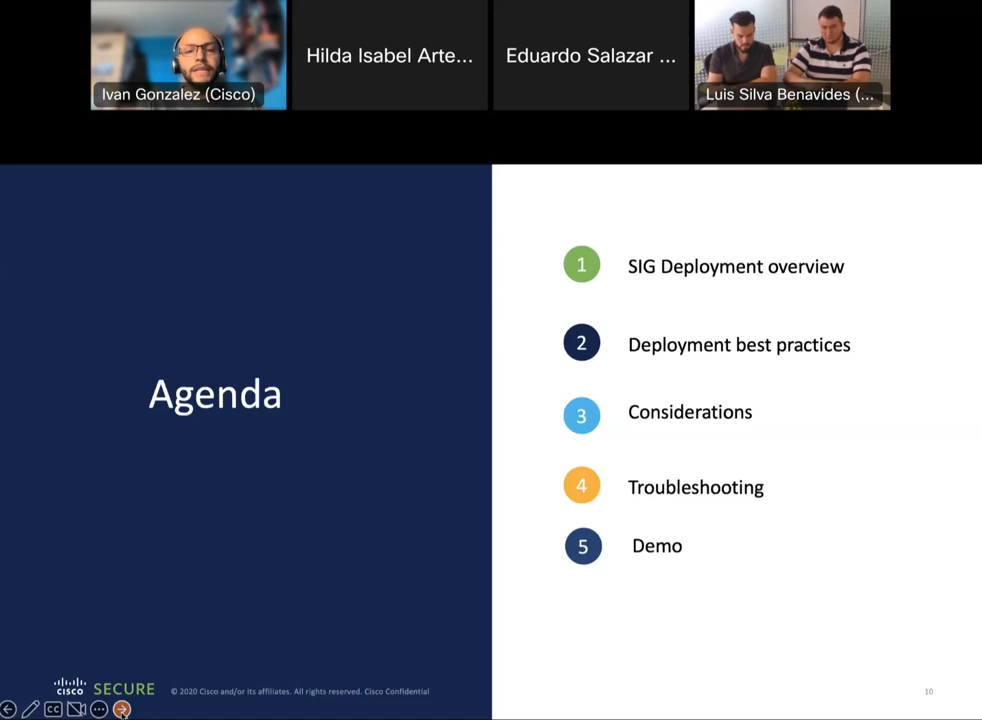 Ivan Gonzalez (Cisco)
Hilda Isabel Arte...
Eduardo Salazar ...
Luis Silva Benavides (...
Agenda
1 SIG Deployment overview
2 Deployment best practices
3 Considerations
4 Troubleshooting
5 Demo
CISCO SECURE © 2020 Cisco and/or its affiliates. All rights reserved. Cisco Confidential
10
CC